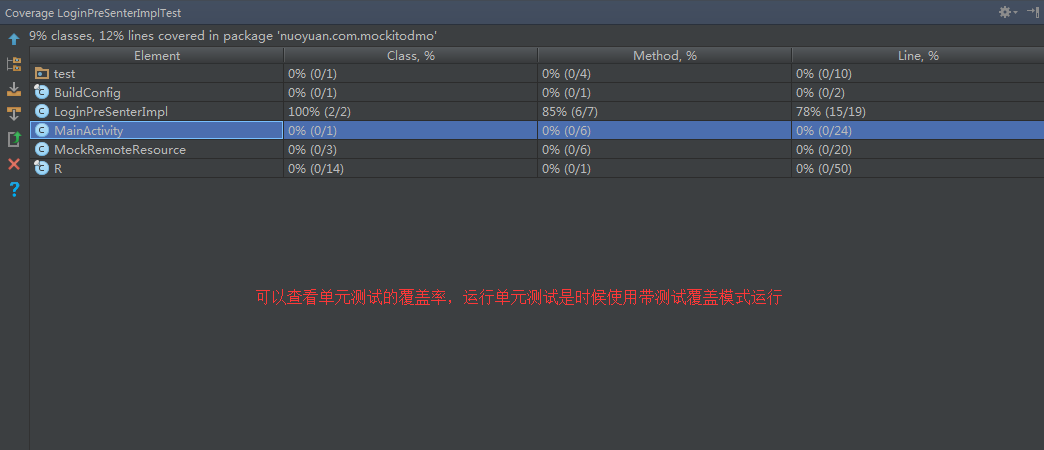 Coverage LoginPreSenterImplTest
9% classes, 12% lines covered in package 'nuoyuan.com.mockitodmo'
Element Class, % Method, % Line, %
test 0% (0/1) 0% (0/4) 0% (0/10)
BuildConfig 0% (0/1) 0% (0/1) 0% (0/2)
LoginPreSenterImpl 100% (2/2) 85% (6/7) 78% (15/19)
MainActivity 0% (0/1) 0% (0/6) 0% (0/24)
MockRemoteResource 0% (0/3) 0% (0/6) 0% (0/20)
R 0% (0/14) 0% (0/1) 0% (0/50)
可以查看单元测试的覆盖率，运行单元测试是时候使用带测试覆盖模式运行